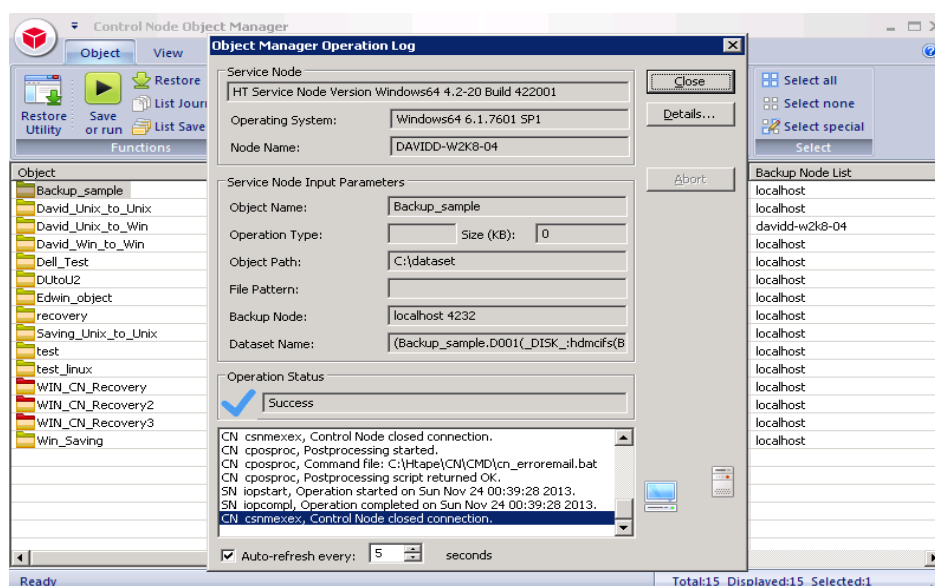 Control Node Object Manager
Object View
Restore
List Journ
List Save
Restore Utility
Save or run
Functions
Select all
Select none
Select special
Select
Object
Backup_sample
David_Unix_to_Unix
David_Unix_to_Win
David_Win_to_Win
Dell_Test
DUtoU2
Edwin_object
recovery
Saving_Unix_to_Unix
test
test_linux
WIN_CN_Recovery
WIN_CN_Recovery2
WIN_CN_Recovery3
Win_Saving
Object Manager Operation Log
Service Node
HT Service Node Version Windows64 4.2-20 Build 422001
Operating System: Windows64 6.1.7601 SP1
Node Name: DAVIDD-W2K8-04
Service Node Input Parameters
Object Name: Backup_sample
Operation Type: Size (KB): 0
Object Path: C:\dataset
File Pattern:
Backup Node: localhost 4232
Dataset Name: (Backup_sample.D001(_DISK_:hdmcifs(B
Operation Status
Success
CN csnmexex, Control Node closed connection.
CN cposproc, Postprocessing started.
CN cposproc, Command file: C:\Htape\CN\CMD\cn_erroremail.bat
CN cposproc, Postprocessing script returned OK.
SN iopstart, Operation started on Sun Nov 24 00:39:28 2013.
SN iopcompl, Operation completed on Sun Nov 24 00:39:28 2013.
CN csnmexex, Control Node closed connection.
Auto-refresh every: 5 seconds
Close
Details...
Abort
Backup Node List
localhost
localhost
davidd-w2k8-04
localhost
localhost
localhost
localhost
localhost
localhost
localhost
localhost
localhost
localhost
localhost
localhost
Ready
Total:15 Displayed:15 Selected:1